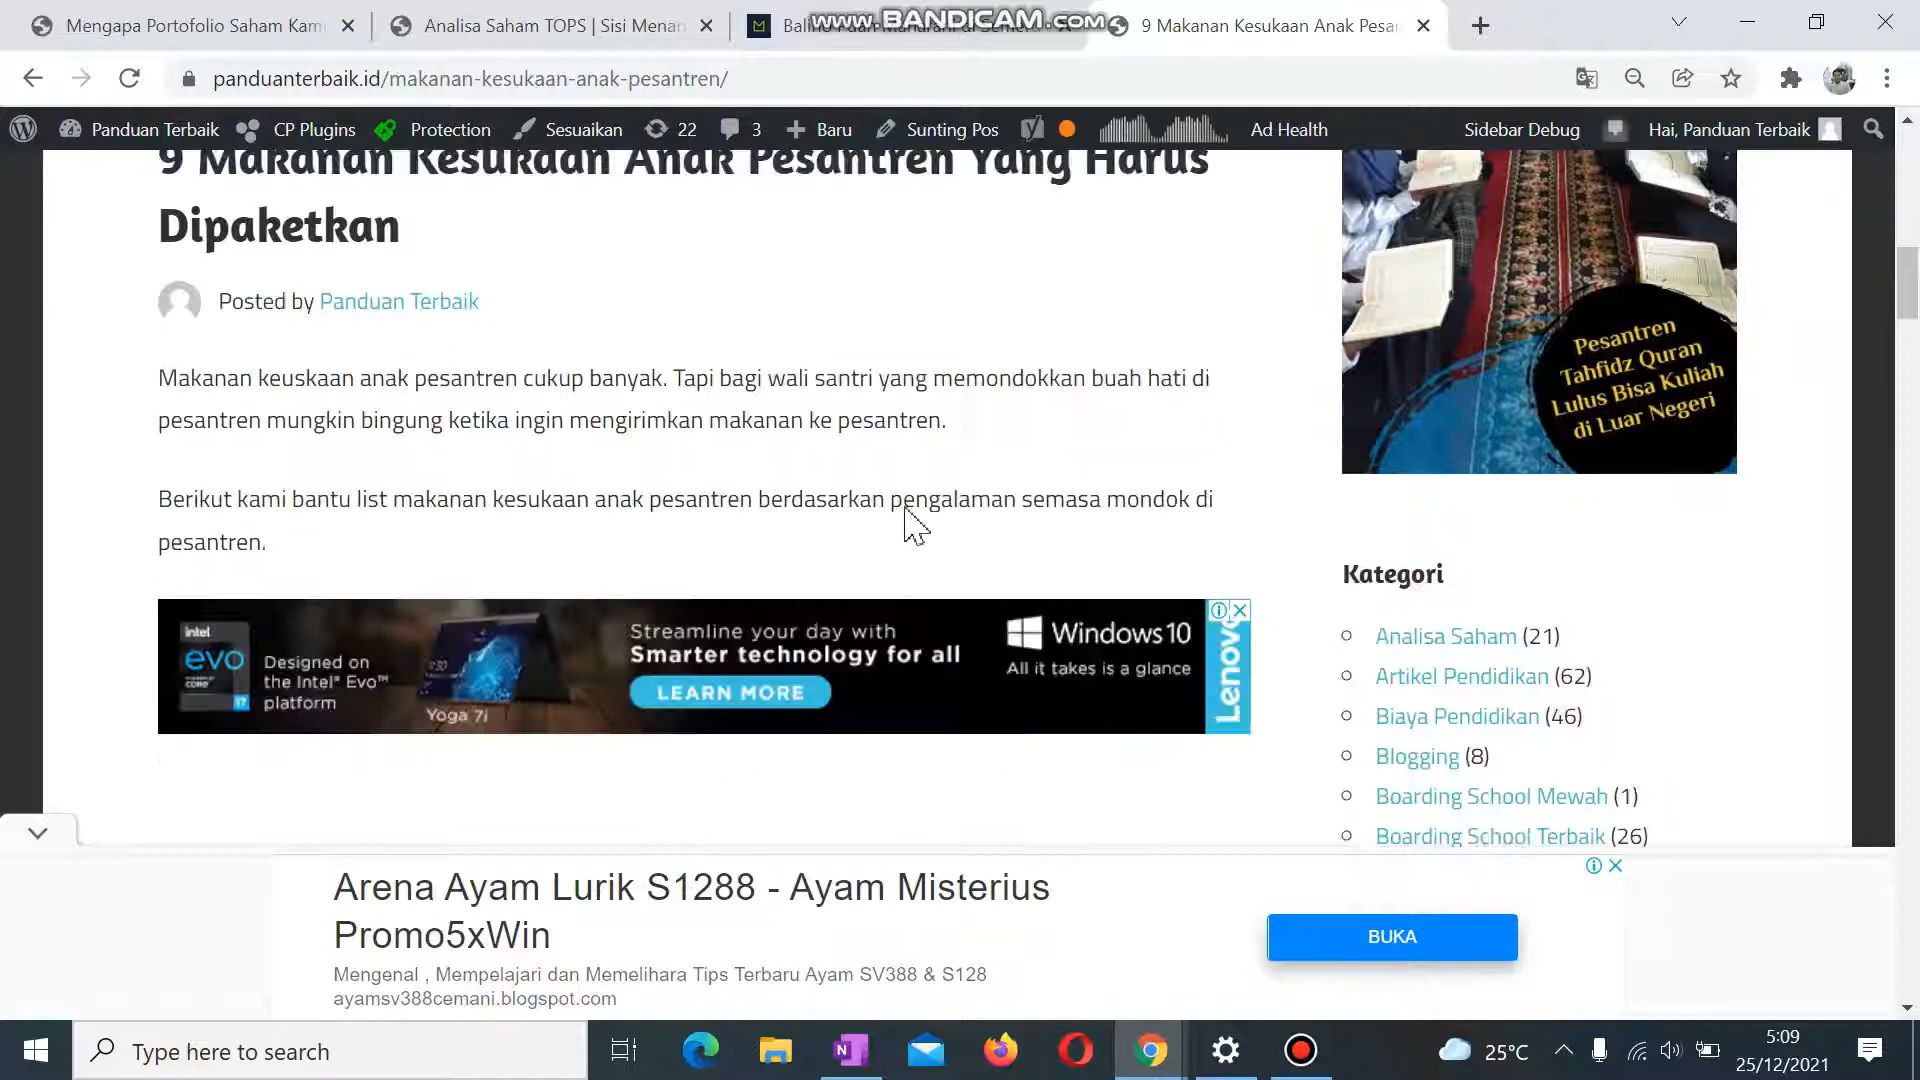 Mengapa Portofolio Saham Kam
Analisa Saham TOPS | Sisi Menan
www.BANDICAM.com
9 Makanan Kesukaan Anak Pesan
panduanterbaik.id/makanan-kesukaan-anak-pesantren/
Panduan Terbaik CP Plugins Protection Sesuaikan 22 3 Baru Sunting Pos Ad Health Sidebar Debug Hai, Panduan Terbaik
9 Makanan Kesukaan Anak Pesantren Yang Harus
Dipaketkan
Posted by Panduan Terbaik
Makanan keuskaan anak pesantren cukup banyak. Tapi bagi wali santri yang memondokkan buah hati di
pesantren mungkin bingung ketika ingin mengirimkan makanan ke pesantren.
Berikut kami bantu list makanan kesukaan anak pesantren berdasarkan pengalaman semasa mondok di
pesantren.
intel
evo
CORE
i7
Designed on
the Intel® Evo™
platform
Yoga 7i
Streamline your day with
Smarter technology for all
LEARN MORE
Windows 10
All it takes is a glance
Lenovo
Pesantren
Tahfidz Quran
Lulus Bisa Kuliah
di Luar Negeri
Kategori
Analisa Saham (21)
Artikel Pendidikan (62)
Biaya Pendidikan (46)
Blogging (8)
Boarding School Mewah (1)
Boarding School Terbaik (26)
Arena Ayam Lurik S1288 - Ayam Misterius
Promo5xWin
Mengenal , Mempelajari dan Memelihara Tips Terbaru Ayam SV388 & S128
ayamsv388cemani.blogspot.com
BUKA
Type here to search
25°C
5:09
25/12/2021